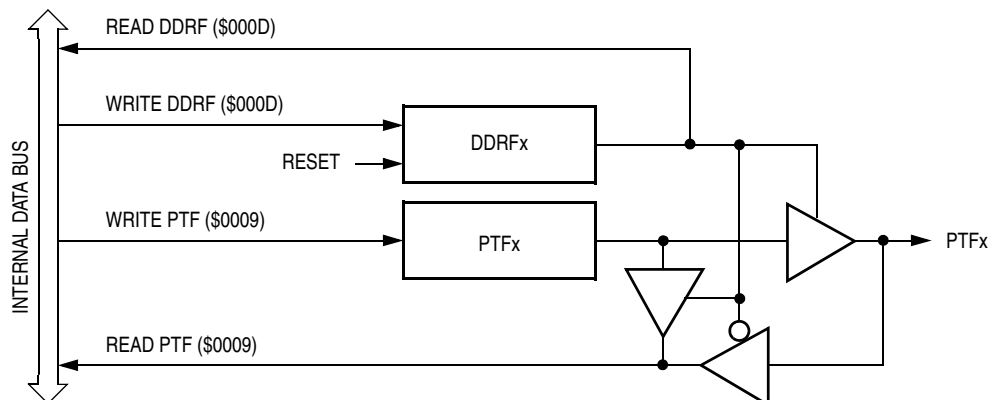 READ DDRF ($000D)
WRITE DDRF ($000D)
DDRFx
RESET
INTERNAL DATA BUS
WRITE PTF ($0009)
PTFx
PTFx
READ PTF ($0009)